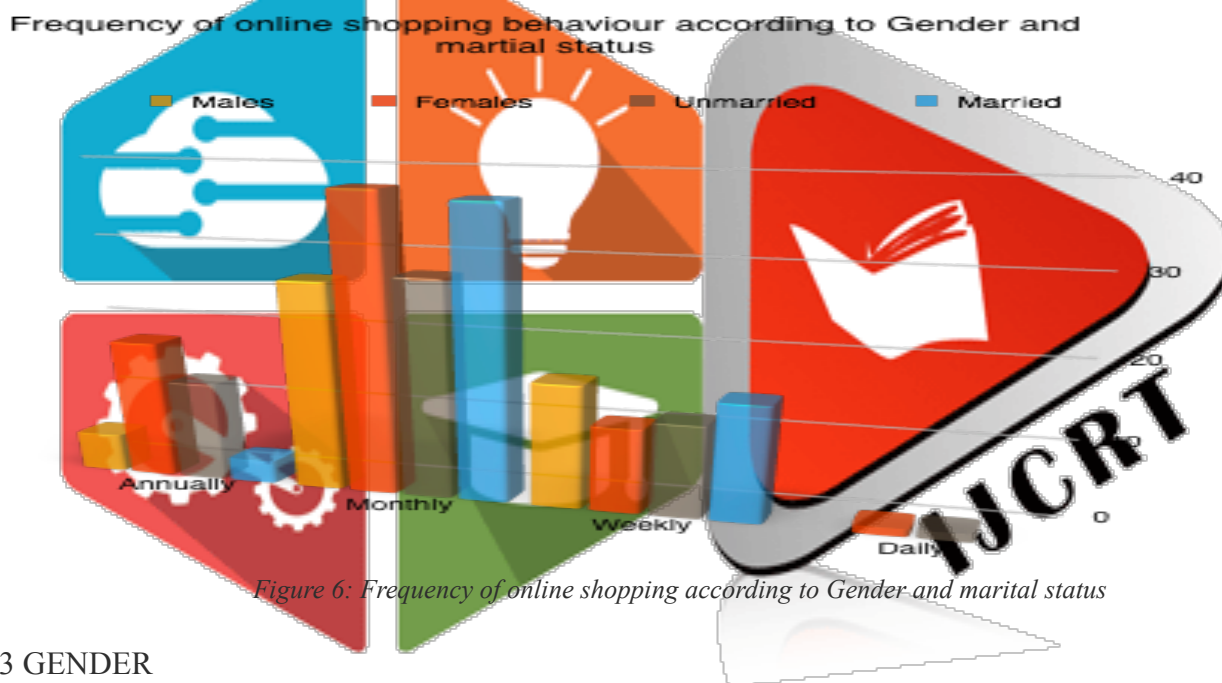 Frequency of online shopping behaviour according to Gender and
martial status
Males Females Unmarried Married
40
30
20
0
Annually
Monthly
Weekly
Daily
IJCRT
Figure 6: Frequency of online shopping according to Gender and marital status
3 GENDER